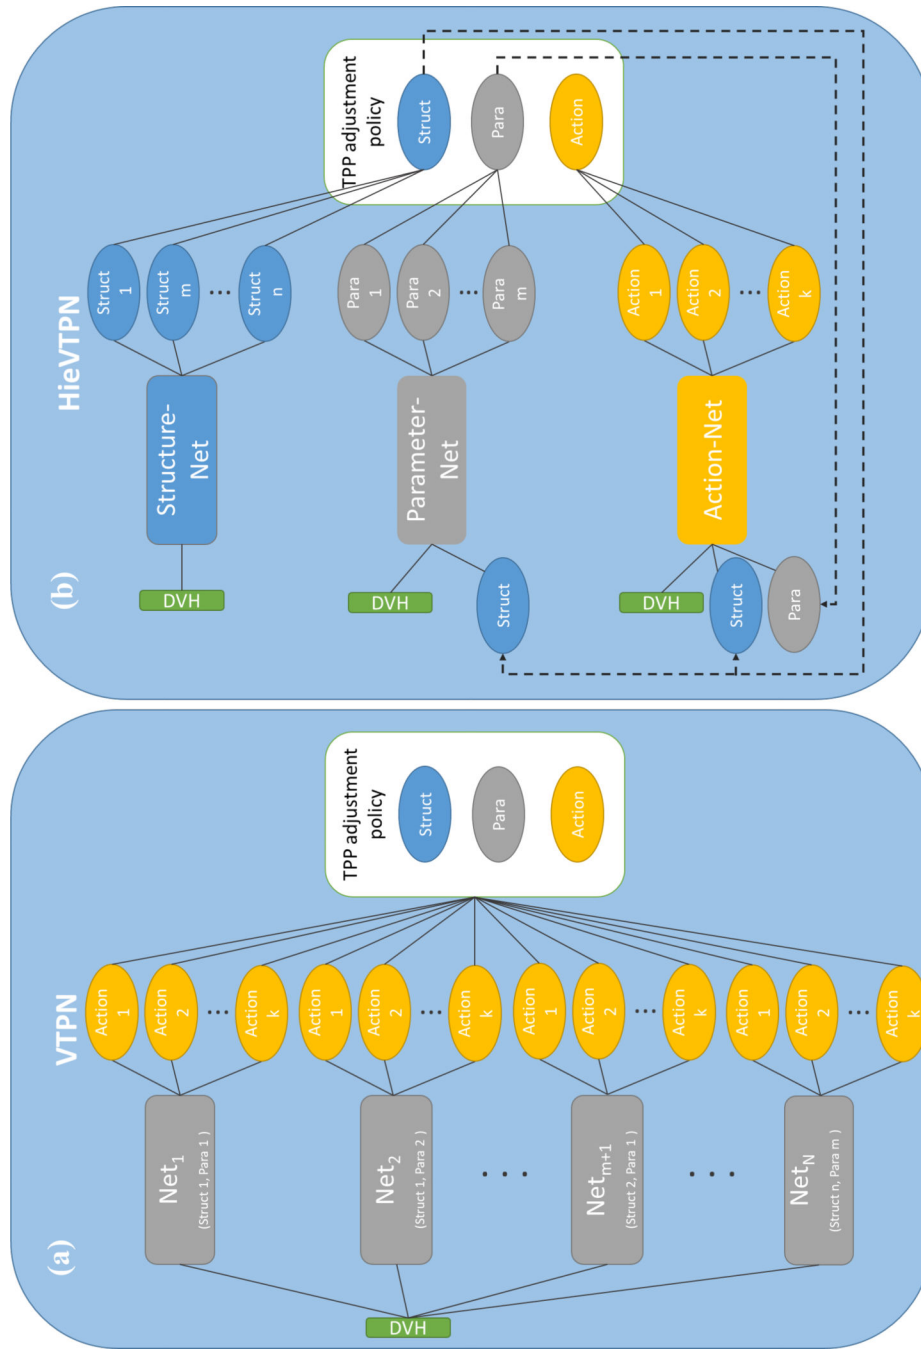 (a)
VTPN
DVH
Net1
(Struct 1, Para 1 )
Net2
(Struct 1, Para 2 )
...
Netm+1
(Struct 2, Para 1 )
...
NetN
(Struct n, Para m )
Action
1
Action
2
...
Action
k
Action
1
Action
2
...
Action
k
Action
1
Action
2
...
Action
k
Action
1
Action
2
...
Action
k
TPP adjustment
policy
Struct
Para
Action
(b)
HieVTPN
DVH
Structure-
Net
Struct
1
Struct
m
...
Struct
n
DVH
Struct
Parameter-
Net
Para
1
Para
2
...
Para
m
DVH
Struct
Para
Action-Net
Action
1
Action
2
...
Action
k
TPP adjustment
policy
Struct
Para
Action